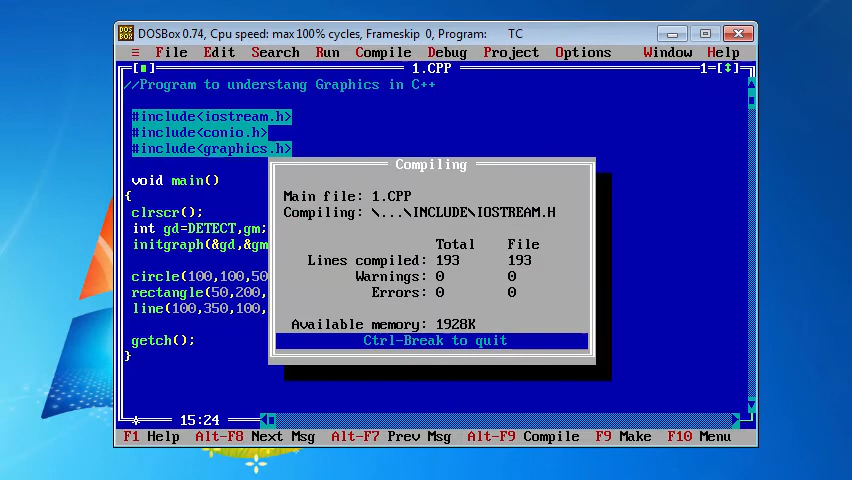 DOSBox 0.74, Cpu speed: max 100% cycles, Frameskip 0, Program: TC
≡ File Edit Search Run Compile Debug Project Options Window Help
1.CPP 1=[↕]
//Program to understang Graphics in C++
#include<iostream.h>
#include<conio.h>
#include<graphics.h>
void main()
{
clrscr();
int gd=DETECT,gm;
initgraph(&gd,&gm
circle(100,100,50
rectangle(50,200,
line(100,350,100,
getch();
}
Compiling
Main file: 1.CPP
Compiling: \...\INCLUDE\IOSTREAM.H
Total File
Lines compiled: 193 193
Warnings: 0 0
Errors: 0 0
Available memory: 1928K
Ctrl-Break to quit
15:24
F1 Help Alt-F8 Next Msg Alt-F7 Prev Msg Alt-F9 Compile F9 Make F10 Menu